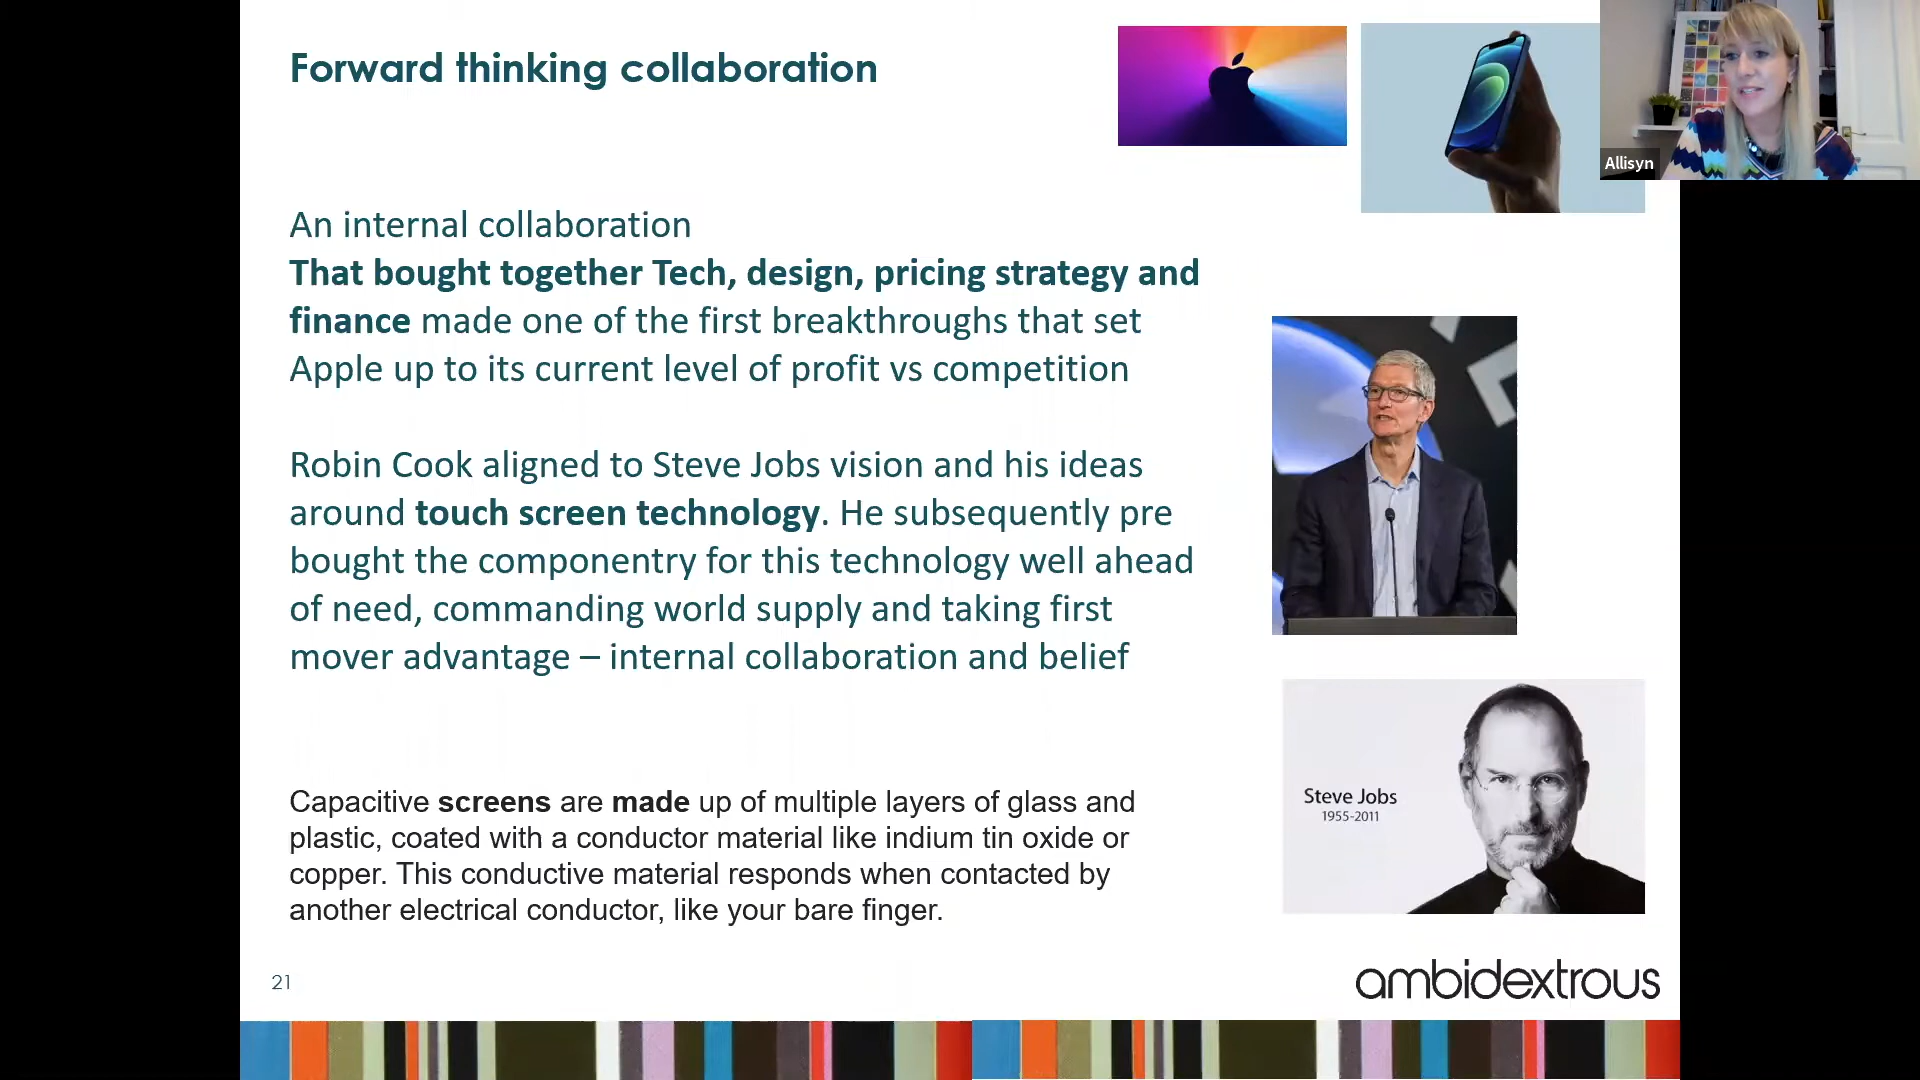 Forward thinking collaboration
Allisyn
An internal collaboration
That bought together Tech, design, pricing strategy and
finance made one of the first breakthroughs that set
Apple up to its current level of profit vs competition
Robin Cook aligned to Steve Jobs vision and his ideas
around touch screen technology. He subsequently pre
bought the componentry for this technology well ahead
of need, commanding world supply and taking first
mover advantage – internal collaboration and belief
Steve Jobs
1955-2011
Capacitive screens are made up of multiple layers of glass and
plastic, coated with a conductor material like indium tin oxide or
copper. This conductive material responds when contacted by
another electrical conductor, like your bare finger.
21
ambidextrous